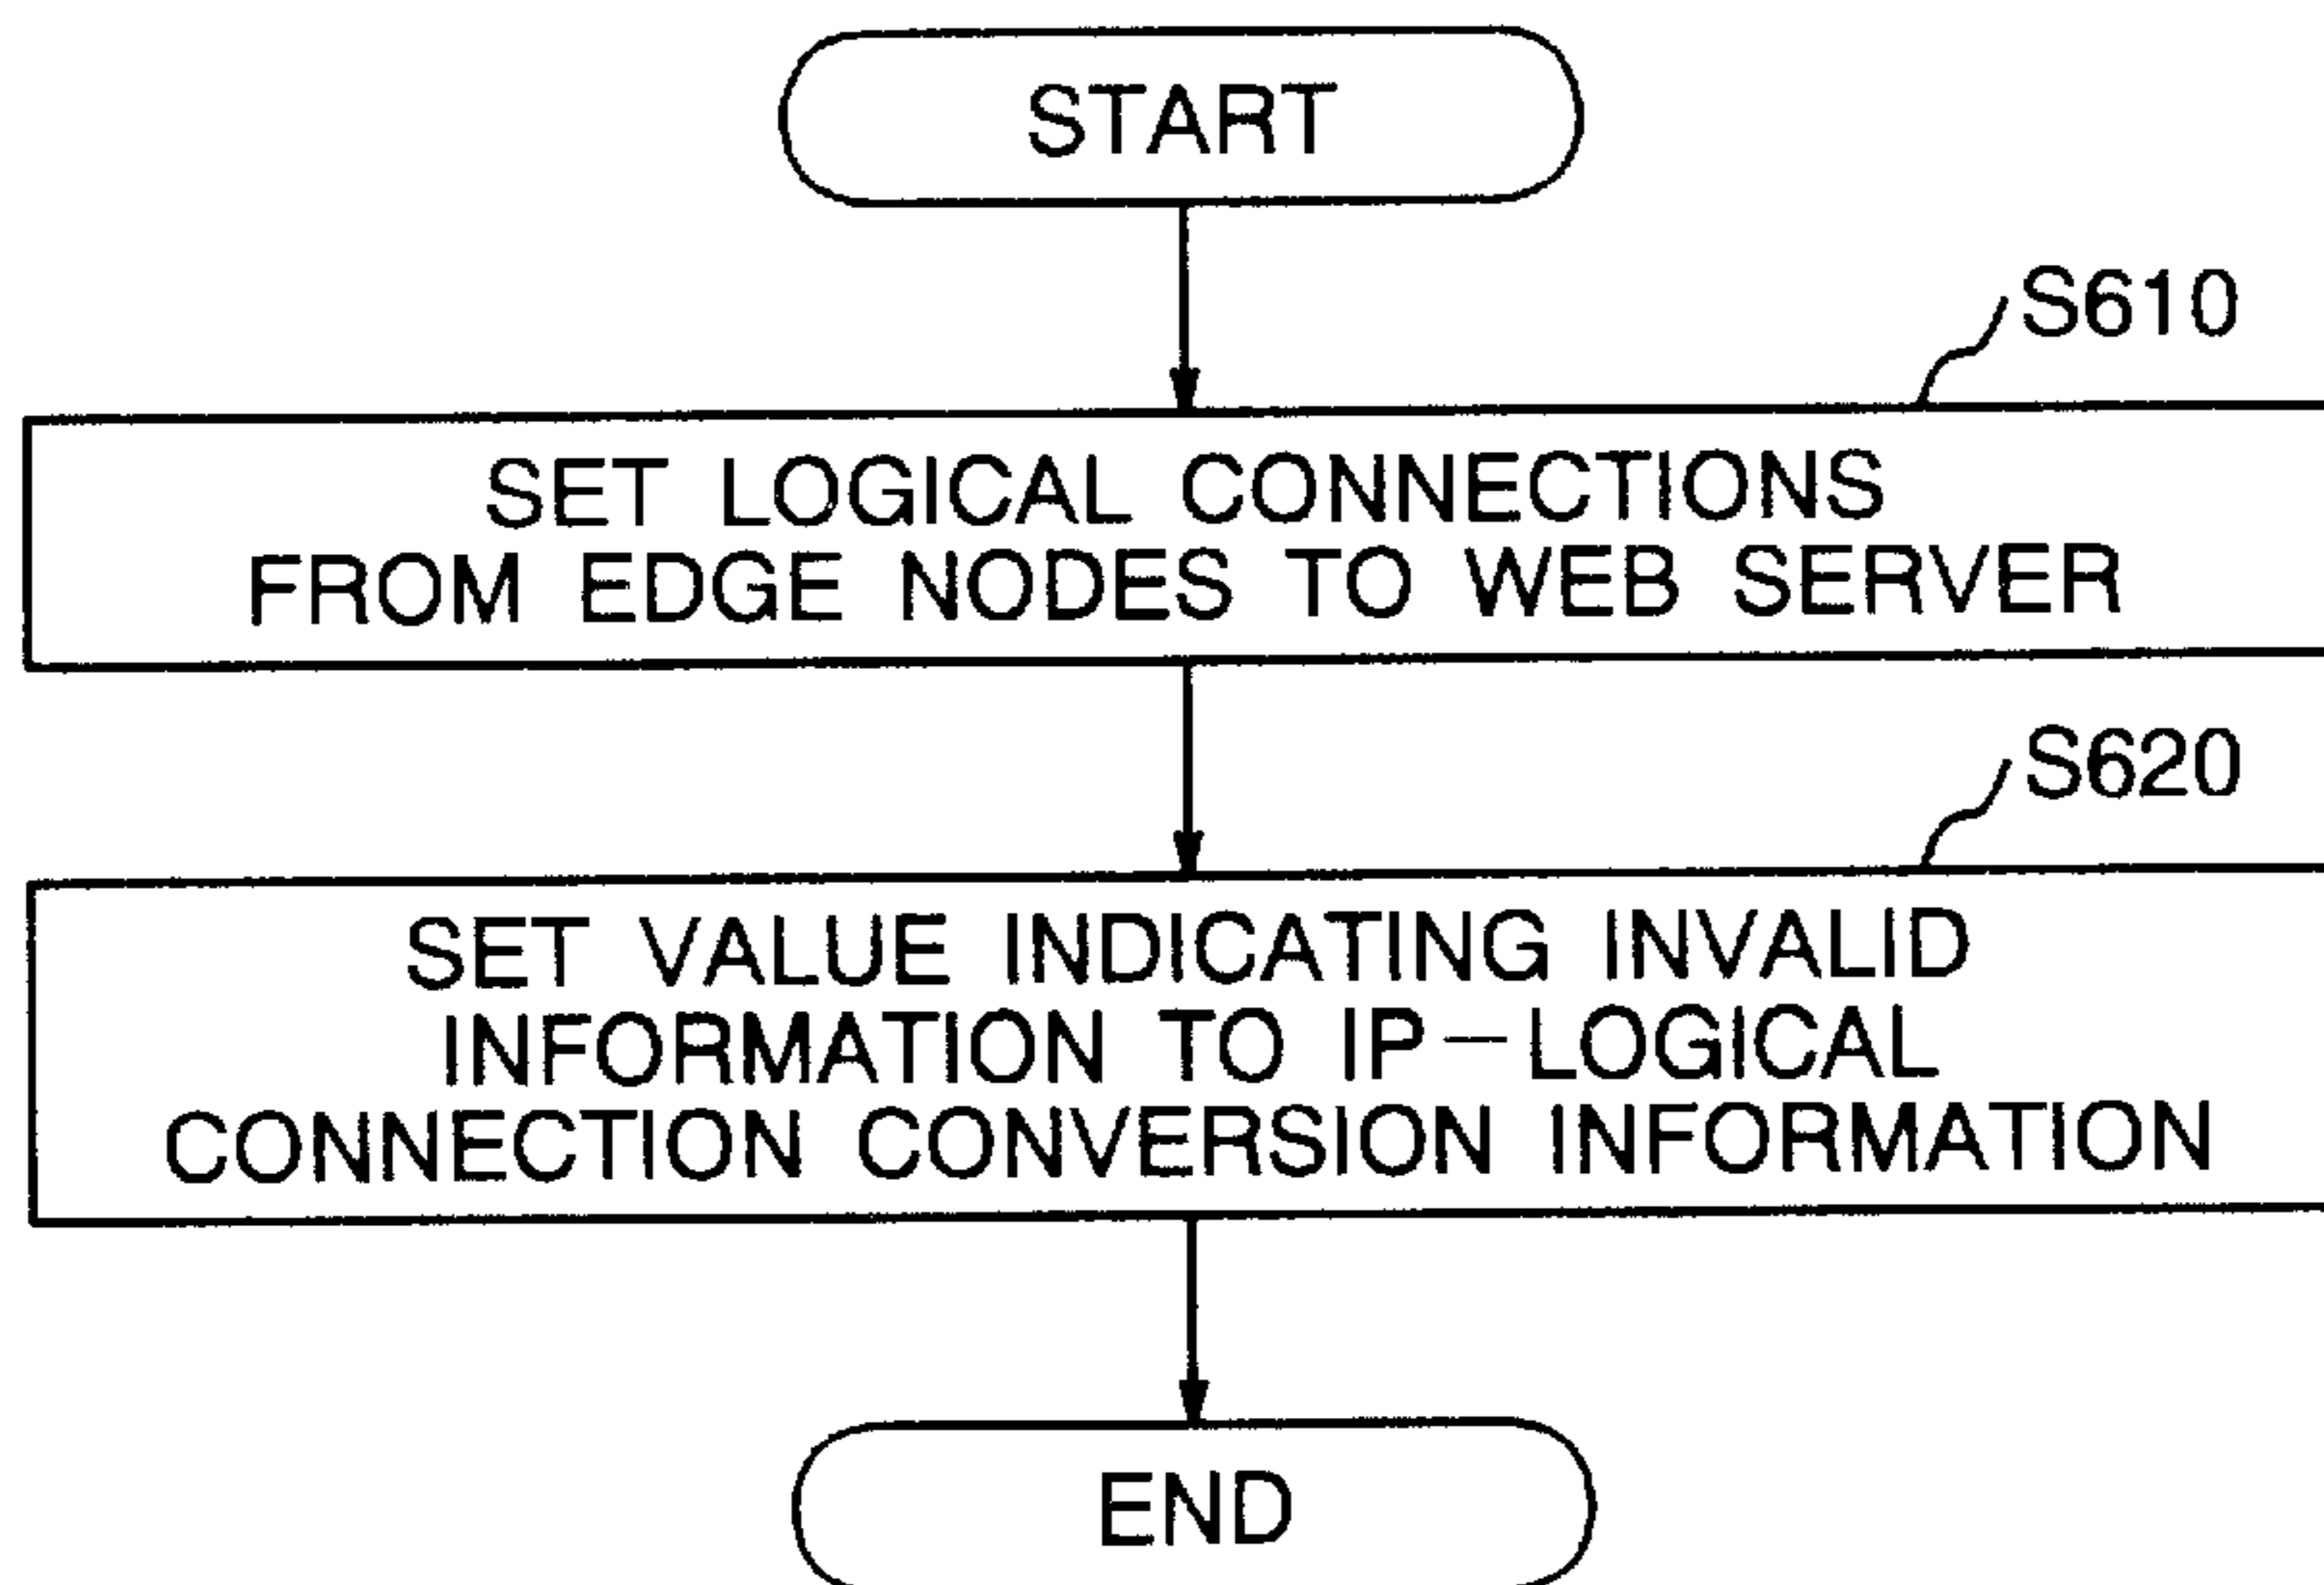 START
S610
SET LOGICAL CONNECTIONS
FROM EDGE NODES TO WEB SERVER
S620
SET VALUE INDICATING INVALID
INFORMATION TO IP—LOGICAL
CONNECTION CONVERSION INFORMATION
END